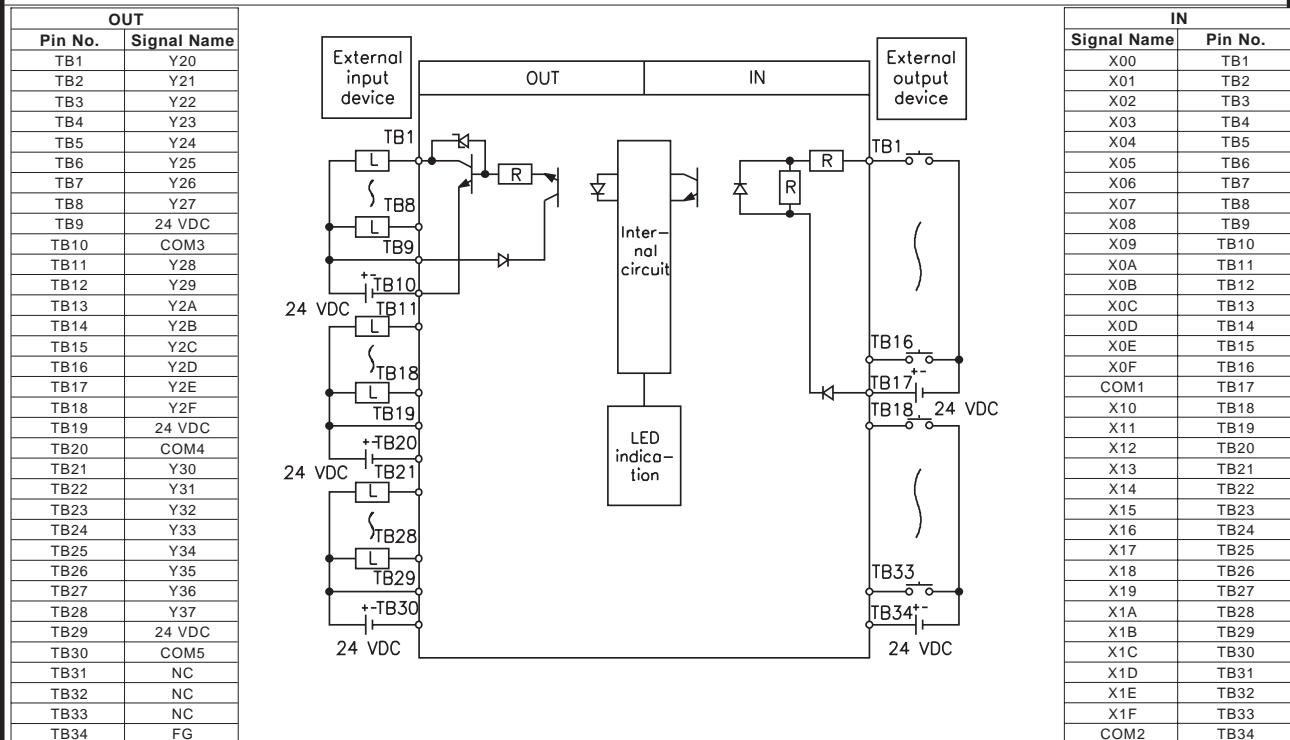 OUT
Pin No. Signal Name
TB1 Y20
TB2 Y21
TB3 Y22
TB4 Y23
TB5 Y24
TB6 Y25
TB7 Y26
TB8 Y27
TB9 24 VDC
TB10 COM3
TB11 Y28
TB12 Y29
TB13 Y2A
TB14 Y2B
TB15 Y2C
TB16 Y2D
TB17 Y2E
TB18 Y2F
TB19 24 VDC
TB20 COM4
TB21 Y30
TB22 Y31
TB23 Y32
TB24 Y33
TB25 Y34
TB26 Y35
TB27 Y36
TB28 Y37
TB29 24 VDC
TB30 COM5
TB31 NC
TB32 NC
TB33 NC
TB34 FG
External
input
device
OUT
IN
External
output
device
TB1
L
TB8
L
TB9
+-
TB10
24 VDC
TB11
L
TB18
L
TB19
+-
TB20
24 VDC
TB21
L
TB28
L
TB29
+-
TB30
24 VDC
R
Inter-
nal
circuit
LED
indica-
tion
R
R
TB1
TB16
+-
TB17
24 VDC
TB18
TB33
+-
TB34
24 VDC
IN
Signal Name Pin No.
X00 TB1
X01 TB2
X02 TB3
X03 TB4
X04 TB5
X05 TB6
X06 TB7
X07 TB8
X08 TB9
X09 TB10
X0A TB11
X0B TB12
X0C TB13
X0D TB14
X0E TB15
X0F TB16
COM1 TB17
X10 TB18
X11 TB19
X12 TB20
X13 TB21
X14 TB22
X15 TB23
X16 TB24
X17 TB25
X18 TB26
X19 TB27
X1A TB28
X1B TB29
X1C TB30
X1D TB31
X1E TB32
X1F TB33
COM2 TB34